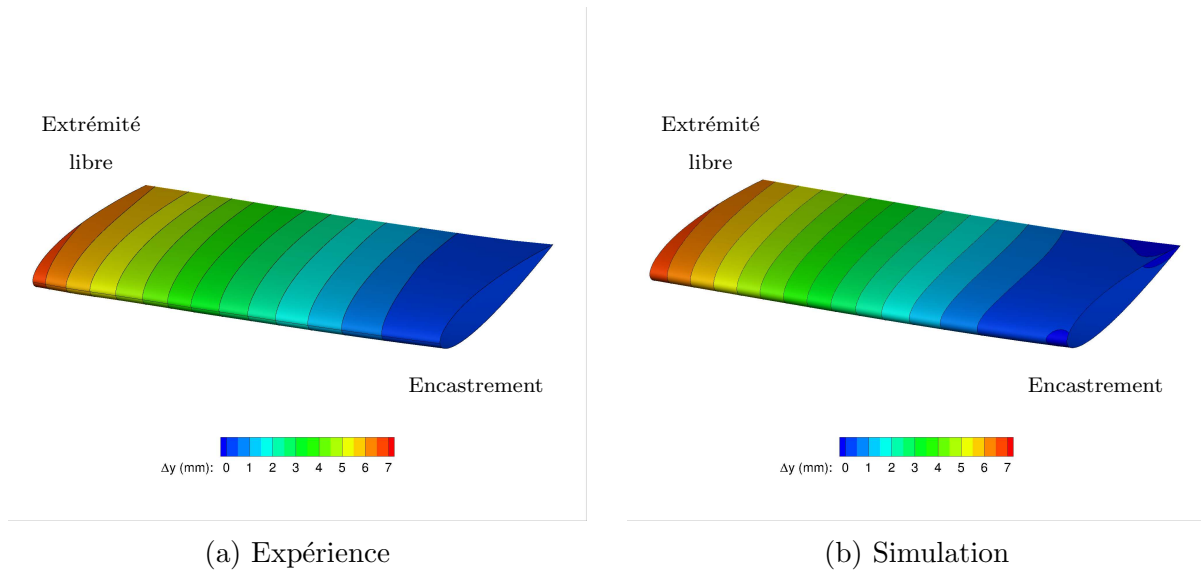 Extrémité
libre
Encastrement
Δy (mm): 0 1 2 3 4 5 6 7
(a) Expérience
Extrémité
libre
Encastrement
Δy (mm): 0 1 2 3 4 5 6 7
(b) Simulation